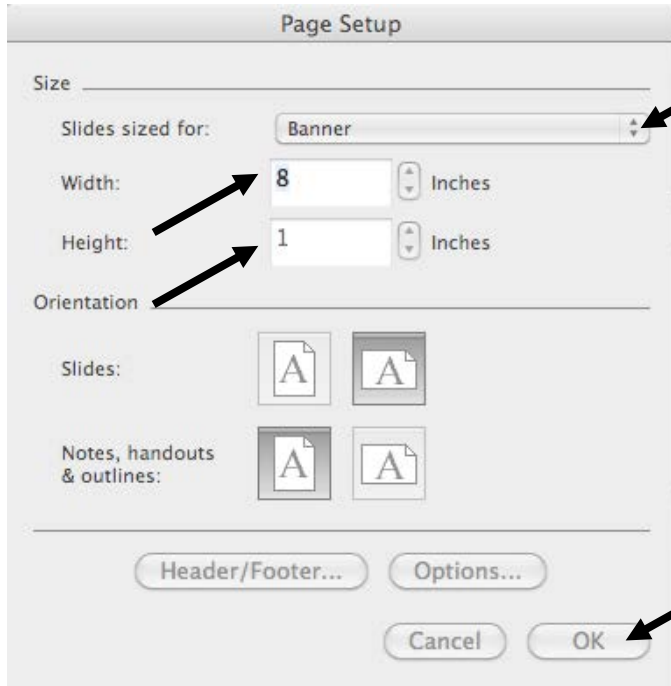 Page Setup
Size
Slides sized for: Banner
Width: 8 Inches
Height: 1 Inches
Orientation
Slides: A A
Notes, handouts
& outlines: A A
Header/Footer... Options...
Cancel OK